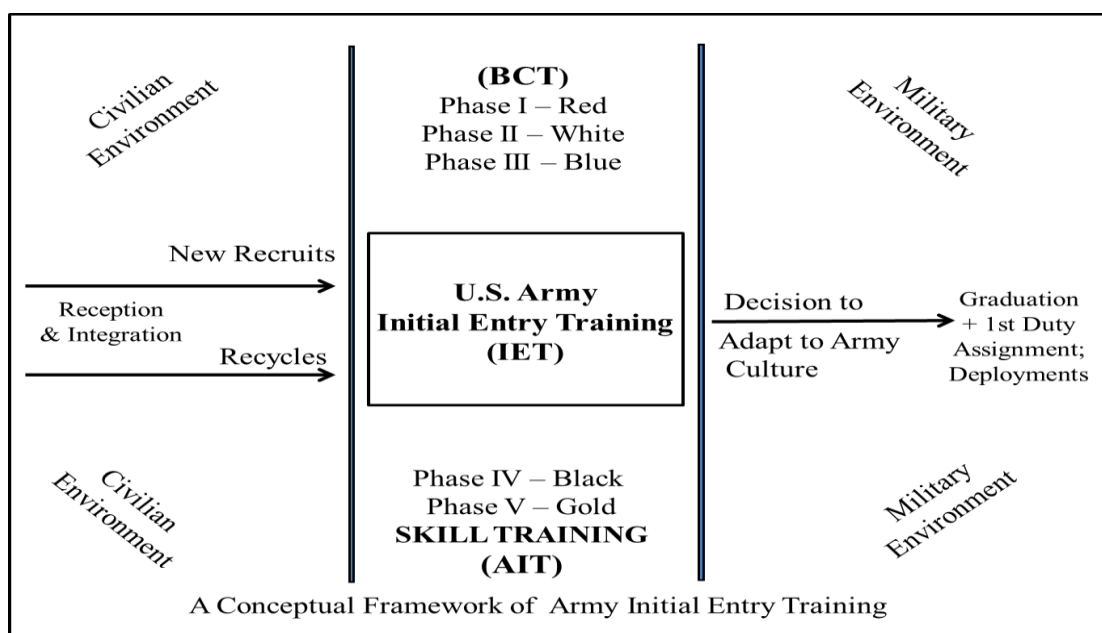 Civilian
Environment
(BCT)
Phase I – Red
Phase II – White
Phase III – Blue
Military
Environment
New Recruits
Reception
& Integration
Recycles
U.S. Army
Initial Entry Training
(IET)
Decision to
Adapt to Army
Culture
Graduation
+ 1st Duty
Assignment;
Deployments
Civilian
Environment
Phase IV – Black
Phase V – Gold
SKILL TRAINING
(AIT)
Military
Environment
A Conceptual Framework of Army Initial Entry Training